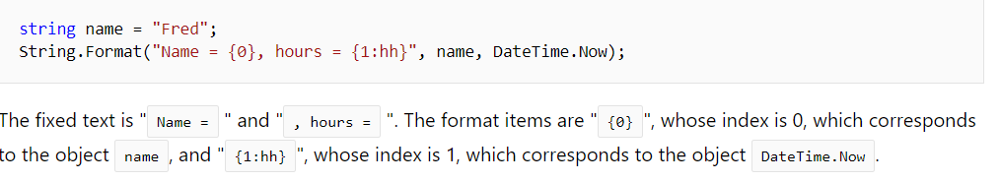 string name = "Fred";
String.Format("Name = {0}, hours = {1:hh}", name, DateTime.Now);
The fixed text is " Name = " and " , hours = ". The format items are " {0} ", whose index is 0, which corresponds
to the object name , and " {1:hh} ", whose index is 1, which corresponds to the object DateTime.Now .